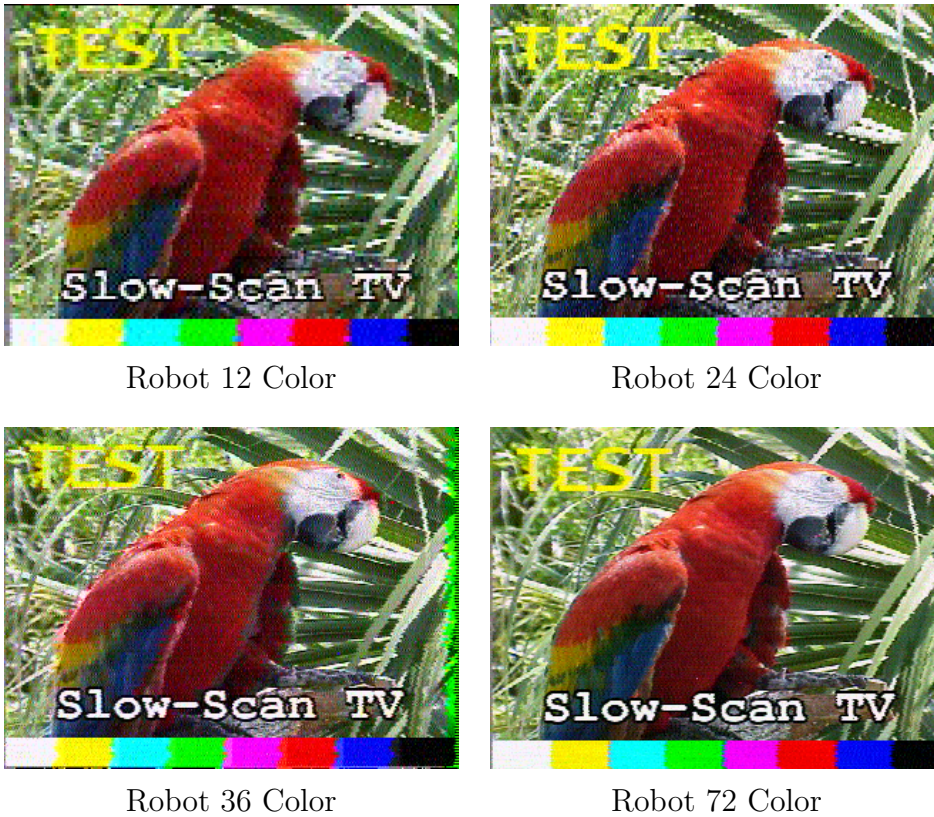 TEST
Slow-Scan TV
Robot 12 Color
TEST
Slow-Scan TV
Robot 24 Color
TEST
Slow-Scan TV
Robot 36 Color
TEST
Slow-Scan TV
Robot 72 Color